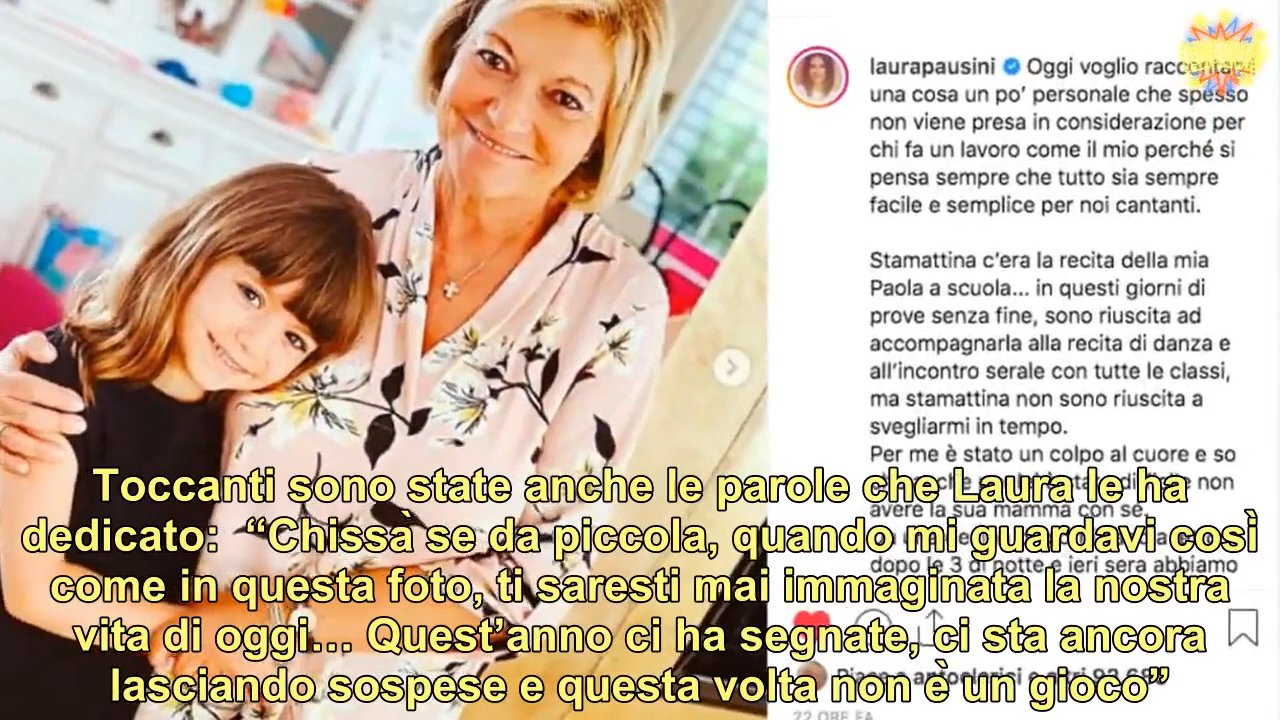 laurapausini Oggi voglio raccontarvi
una cosa un po' personale che spesso
non viene presa in considerazione per
chi fa un lavoro come il mio perché si
pensa sempre che tutto sia sempre
facile e semplice per noi cantanti.
Stamattina c'era la recita della mia
Paola a scuola... in questi giorni di
prove senza fine, sono riuscita ad
accompagnarla alla recita di danza e
all'incontro serale con tutte le classi,
ma stamattina non sono riuscita a
svegliarmi in tempo.
Per me è stato un colpo al cuore e so
non
avere la sua mamma con sé.
dopo le 3 di notte e ieri sera abbiamo
22 ORE FA
Toccanti sono state anche le parole che Laura le ha
dedicato: “Chissà se da piccola, quando mi guardavi così
come in questa foto, ti saresti mai immaginata la nostra
vita di oggi… Quest’anno ci ha segnate, ci sta ancora
lasciando sospese e questa volta non è un gioco”